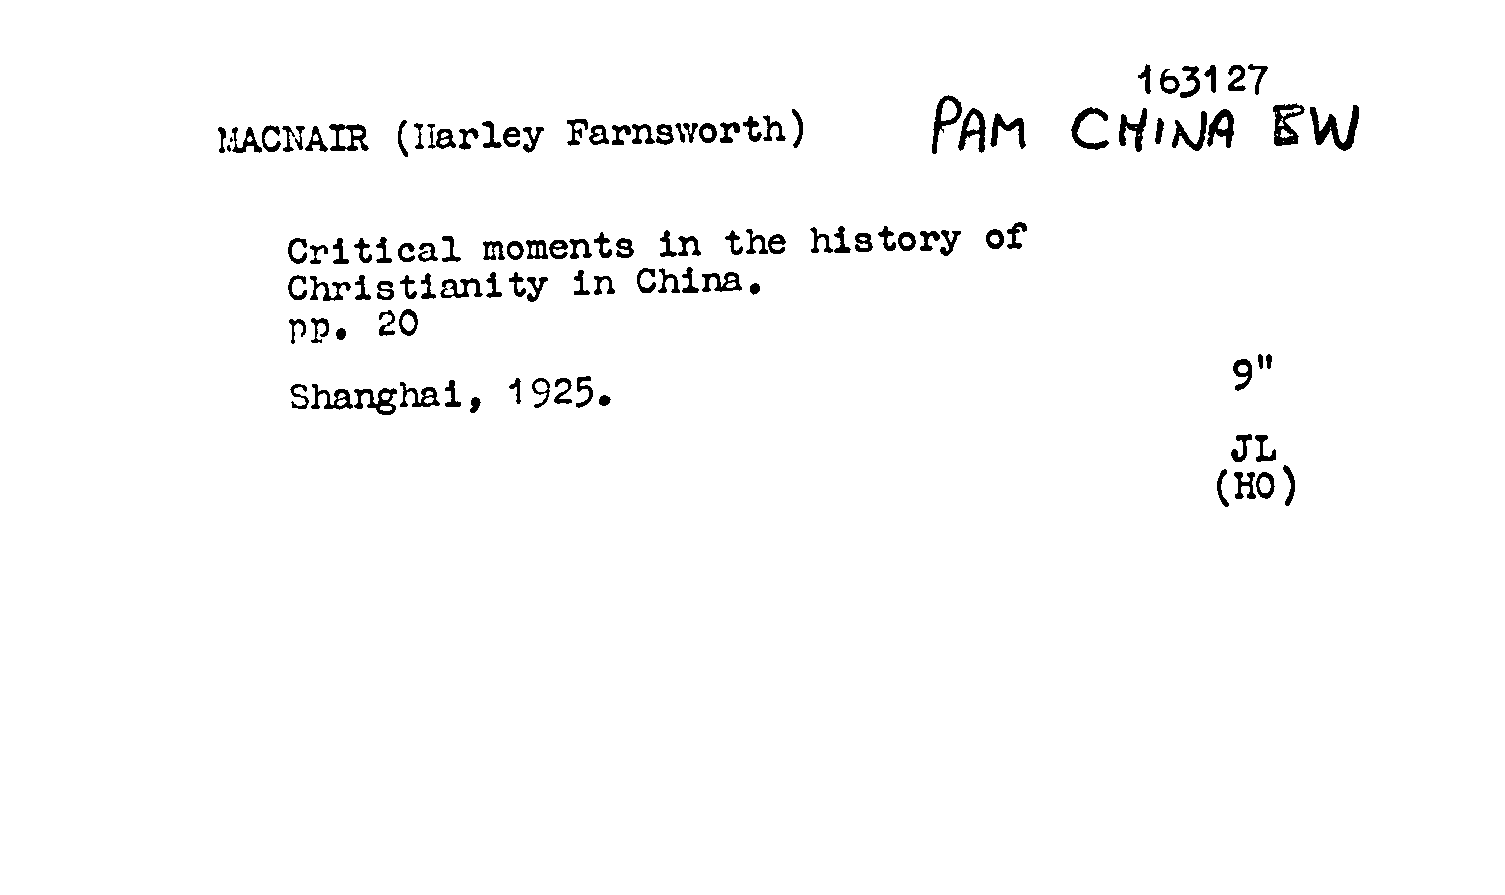 163127
MACNAIR (Harley Farnsworth) PAM CHINA BW
Critical moments in the history of
Christianity in China.
pp. 20
Shanghai, 1925.
9"
JL
(HO)